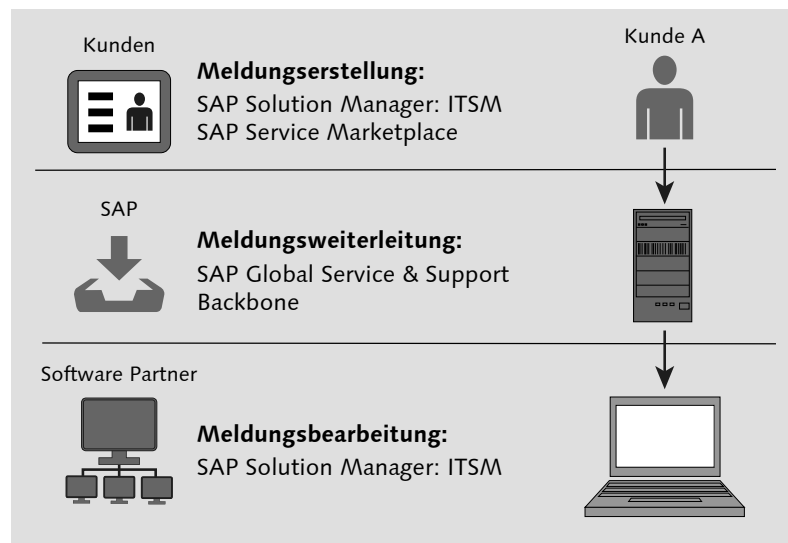 Kunden
Meldungserstellung:
SAP Solution Manager: ITSM
SAP Service Marketplace
Kunde A
SAP
Meldungsweiterleitung:
SAP Global Service & Support
Backbone
Software Partner
Meldungsbearbeitung:
SAP Solution Manager: ITSM